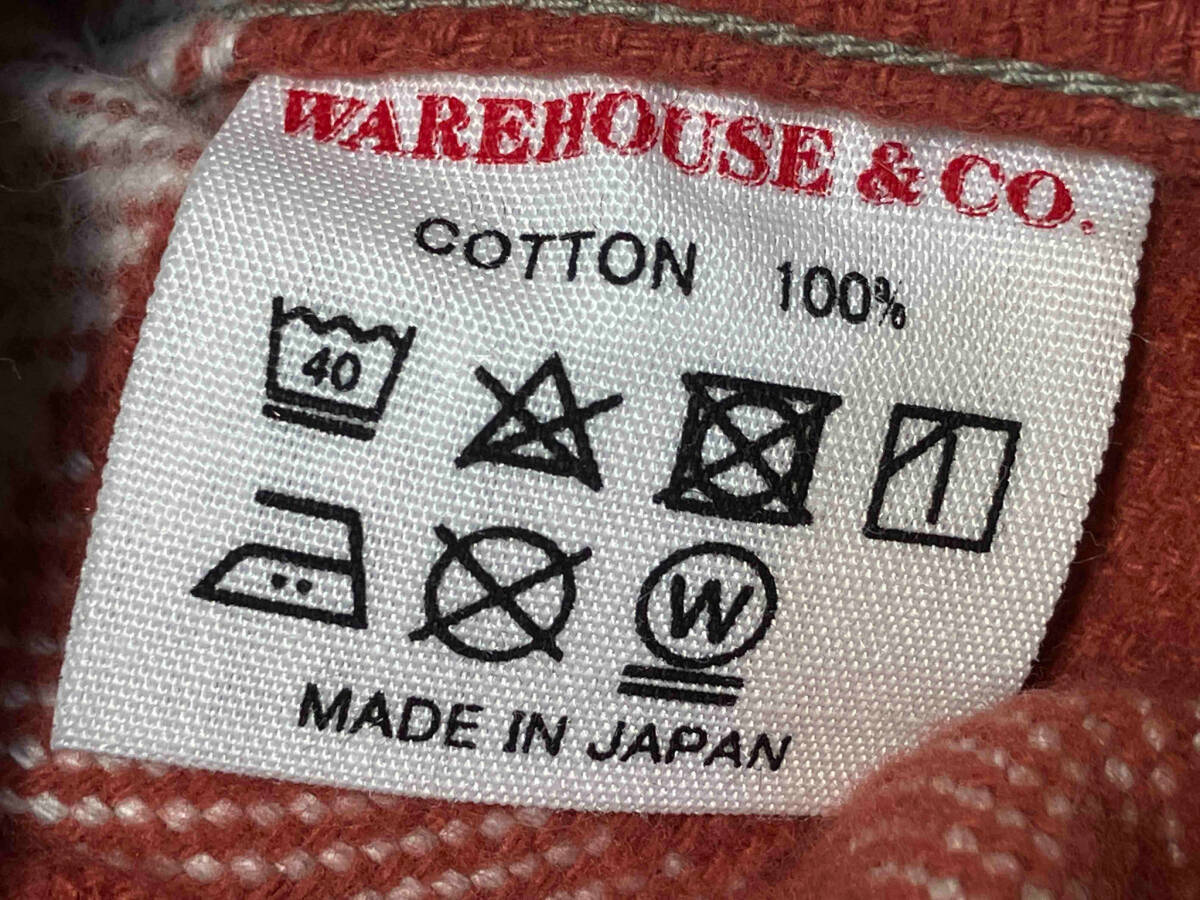 WAREHOUSE & CO.
COTTON 100%
40
W
MADE IN JAPAN